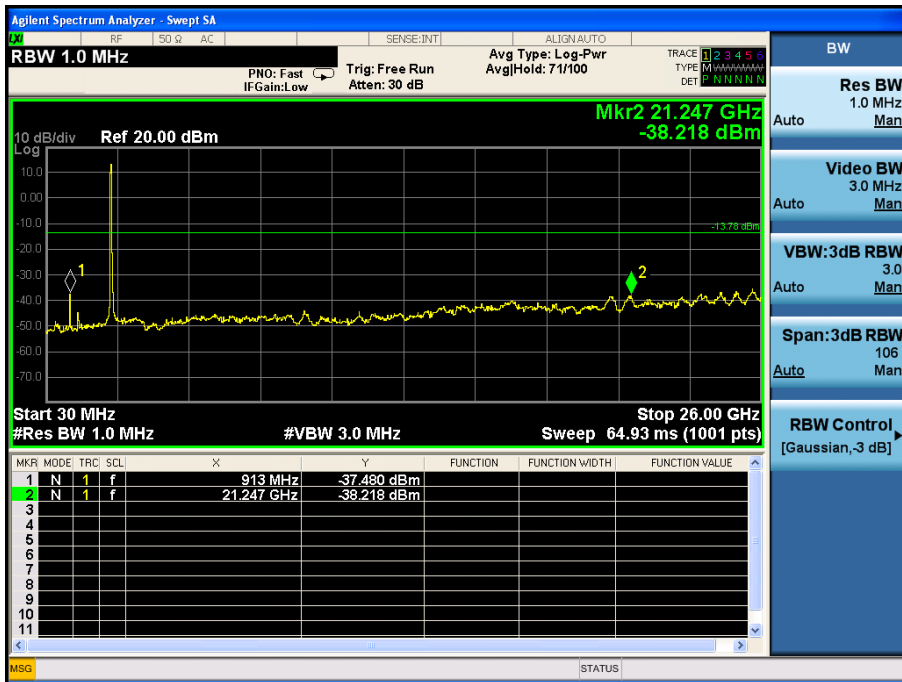 Agilent Spectrum Analyzer - Swept SA
LXI RF 50 Ω AC SENSE:INT ALIGNAUTO
RBW 1.0 MHz
PNO: Fast
IFGain:Low
Trig: Free Run
Atten: 30 dB
Avg Type: Log-Pwr
Avg|Hold: 71/100
TRACE 1 2 3 4 5 6
TYPE M WWWWW
DET P N N N N N
Mkr2 21.247 GHz
-38.218 dBm
10 dB/div Ref 20.00 dBm
Log
10.0
0.00
-10.0
-13.78 dBm
-20.0
-30.0
1
2
-40.0
-50.0
-60.0
-70.0
Start 30 MHz Stop 26.00 GHz
#Res BW 1.0 MHz #VBW 3.0 MHz Sweep 64.93 ms (1001 pts)
MKR MODE TRC SCL X Y FUNCTION FUNCTION WIDTH FUNCTION VALUE
1 N 1 f 913 MHz -37.480 dBm
2 N 1 f 21.247 GHz -38.218 dBm
3
4
5
6
7
8
9
10
11
MSG STATUS
BW
Res BW
1.0 MHz
Auto Man
Video BW
3.0 MHz
Auto Man
VBW:3dB RBW
3.0
Auto Man
Span:3dB RBW
106
Auto Man
RBW Control
[Gaussian,-3 dB]